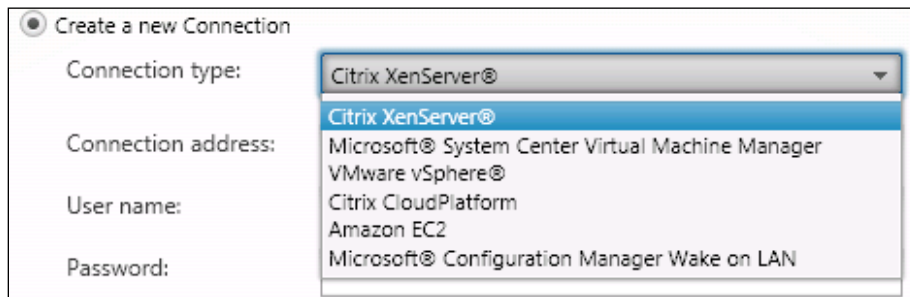 Create a new Connection
Connection type:
Citrix XenServer®
Citrix XenServer®
Microsoft® System Center Virtual Machine Manager
Connection address:
VMware vSphere®
User name:
Citrix CloudPlatform
Amazon EC2
Password:
Microsoft® Configuration Manager Wake on LAN